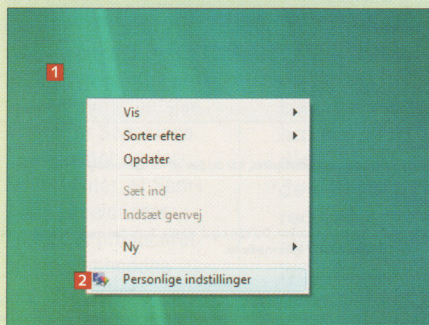 1
Vis
Sorter efter
Opdater
Sæt ind
Indsæt genvej
Ny
2 Personlige indstillinger